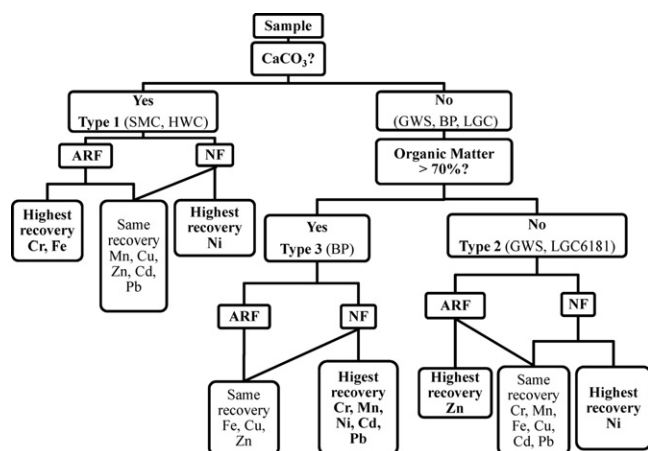 Sample
CaCO₃?
Yes
Type 1 (SMC, HWC)
No
(GWS, BP, LGC)
ARF
NF
Organic Matter
> 70%?
Highest
recovery
Cr, Fe
Same
recovery
Mn, Cu,
Zn, Cd,
Pb
Highest
recovery
Ni
Yes
Type 3 (BP)
No
Type 2 (GWS, LGC6181)
ARF
NF
ARF
NF
Same
recovery
Fe, Cu,
Zn
Higest
recovery
Cr, Mn,
Ni, Cd,
Pb
Highest
recovery
Zn
Same
recovery
Cr, Mn,
Fe, Cu,
Cd, Pb
Highest
recovery
Ni